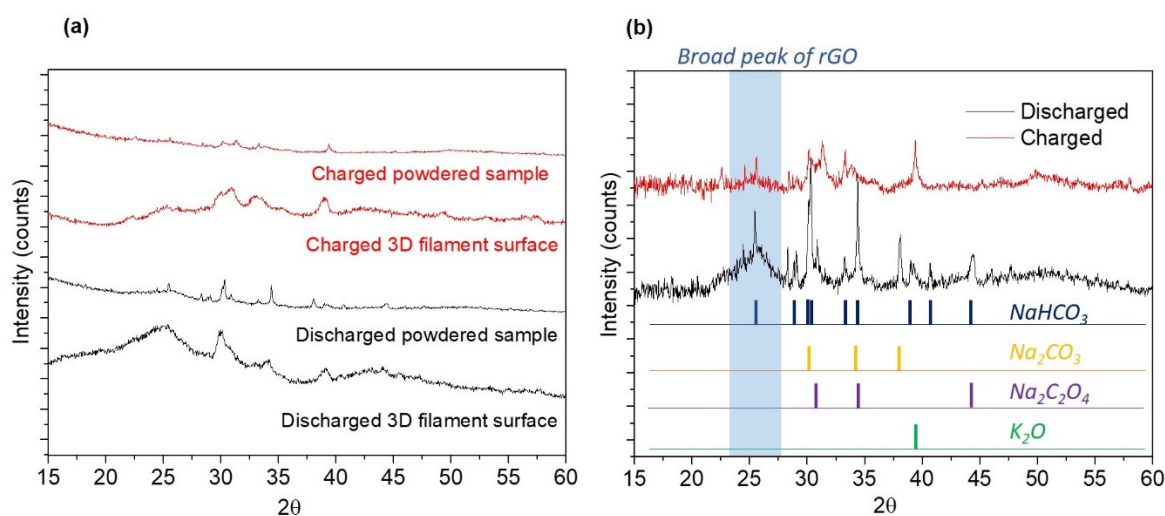 (a)
Intensity (counts)
Charged powdered sample
Charged 3D filament surface
Discharged powdered sample
Discharged 3D filament surface
15 20 25 30 35 40 45 50 55 60
2θ
(b)
Broad peak of rGO
Intensity (counts)
Discharged
Charged
NaHCO₃
Na₂CO₃
Na₂C₂O₄
K₂O
15 20 25 30 35 40 45 50 55 60
2θ